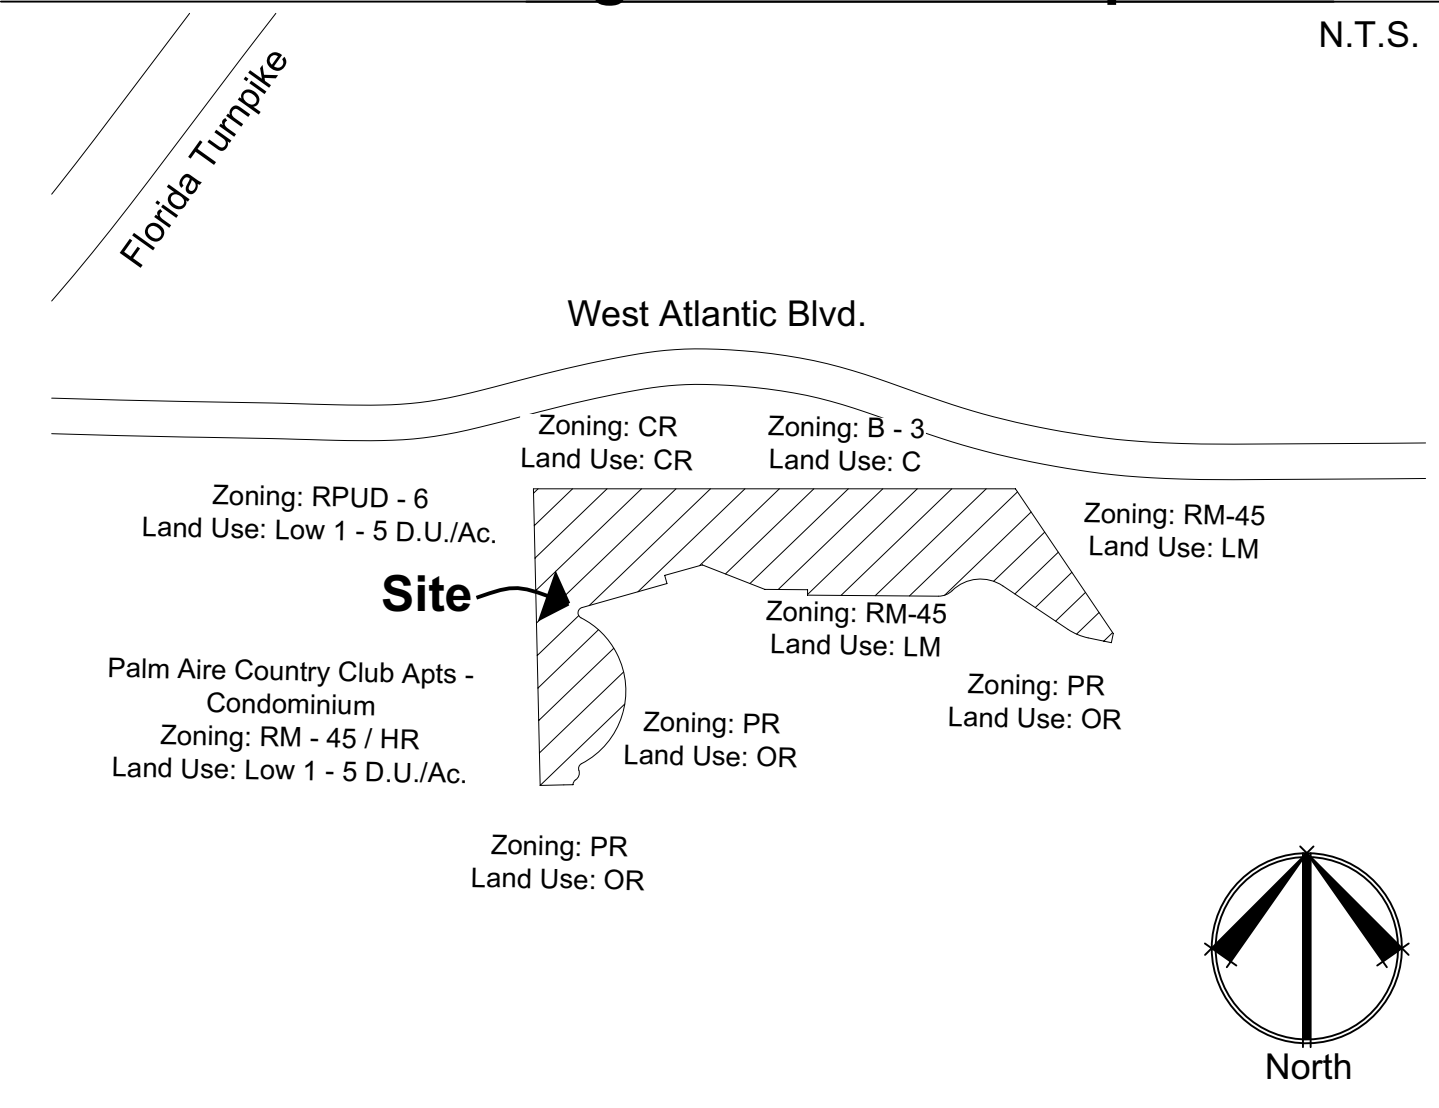 N.T.S.
Florida Turnpike
West Atlantic Blvd.
Zoning: CR
Land Use: CR
Zoning: B - 3
Land Use: C
Zoning: RPUD - 6
Land Use: Low 1 - 5 D.U./Ac.
Zoning: RM-45
Land Use: LM
Site
Zoning: RM-45
Land Use: LM
Palm Aire Country Club Apts -
Condominium
Zoning: RM - 45 / HR
Land Use: Low 1 - 5 D.U./Ac.
Zoning: PR
Land Use: OR
Zoning: PR
Land Use: OR
Zoning: PR
Land Use: OR
North